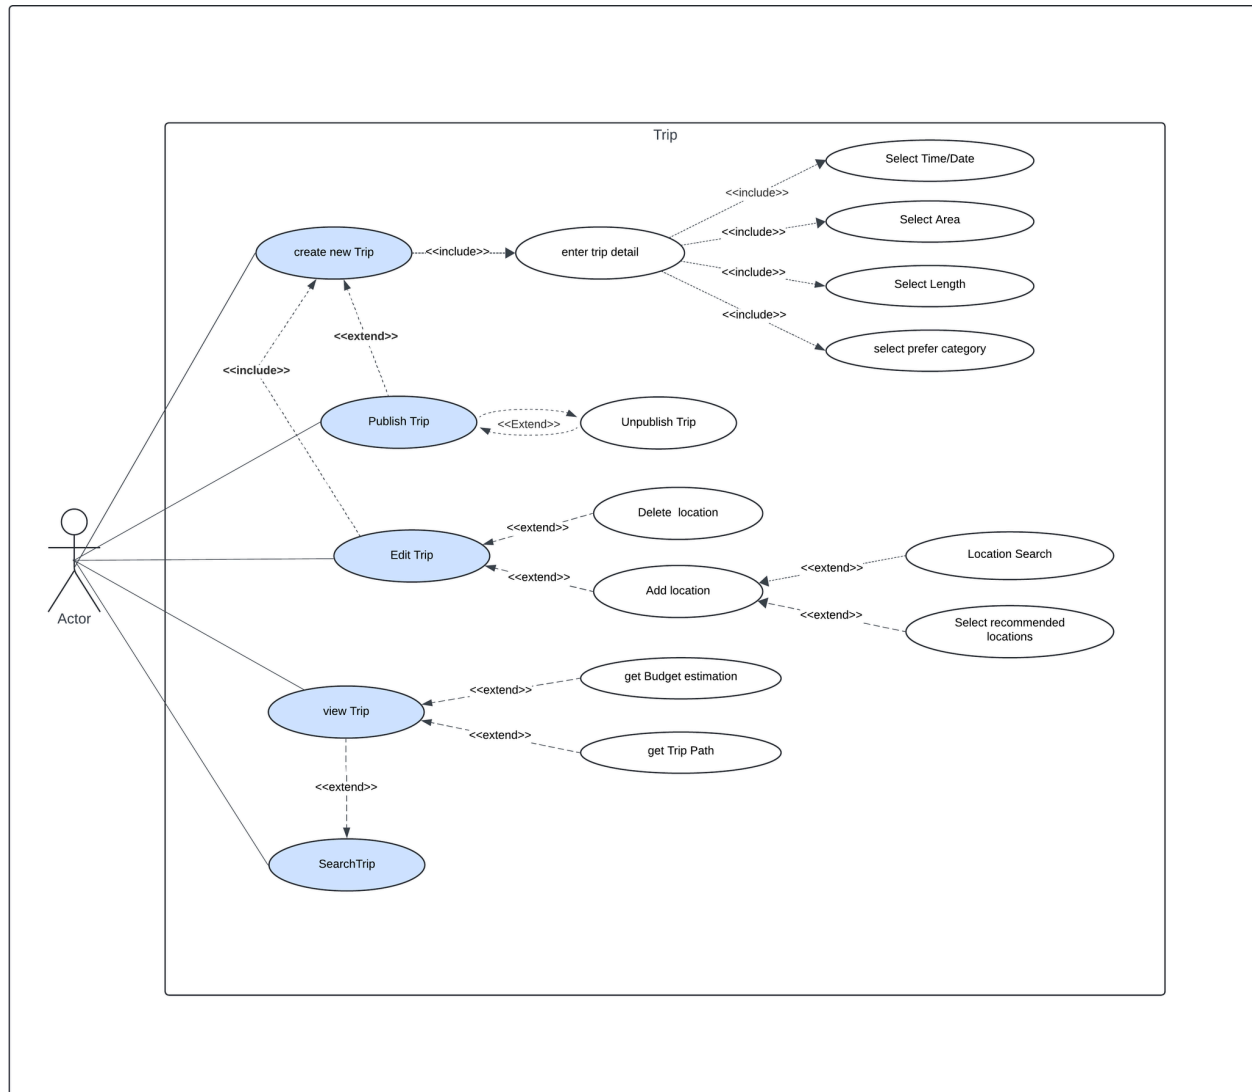 Trip
Select Time/Date
<<include>>
Select Area
<<include>>
create new Trip
<<include>>
enter trip detail
<<include>>
Select Length
<<include>>
<<extend>>
select prefer category
<<include>>
Publish Trip
<<Extend>>
Unpublish Trip
Delete  location
<<extend>>
Edit Trip
Location Search
<<extend>>
<<extend>>
Add location
<<extend>>
Select recommended
locations
Actor
get Budget estimation
<<extend>>
view Trip
<<extend>>
get Trip Path
<<extend>>
SearchTrip